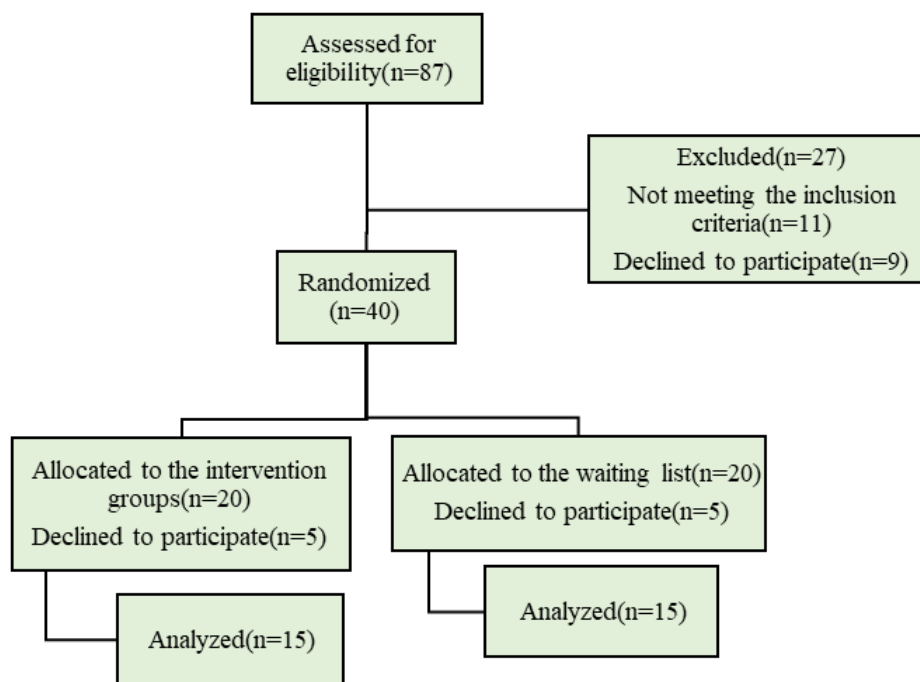 Assessed for
eligibility(n=87)
Excluded(n=27)
Not meeting the inclusion
criteria(n=11)
Declined to participate(n=9)
Randomized
(n=40)
Allocated to the intervention
groups(n=20)
Declined to participate(n=5)
Allocated to the waiting list(n=20)
Declined to participate(n=5)
Analyzed(n=15)
Analyzed(n=15)